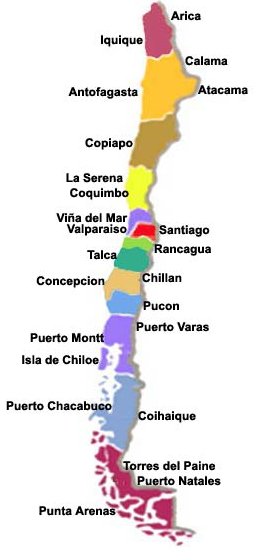 Arica
Iquique
Calama
Antofagasta
Atacama
Copiapo
La Serena
Coquimbo
Viña del Mar
Valparaiso
Santiago
Rancagua
Talca
Concepcion
Chillan
Pucon
Puerto Varas
Puerto Montt
Isla de Chiloe
Puerto Chacabuco
Coihaique
Torres del Paine
Puerto Natales
Punta Arenas